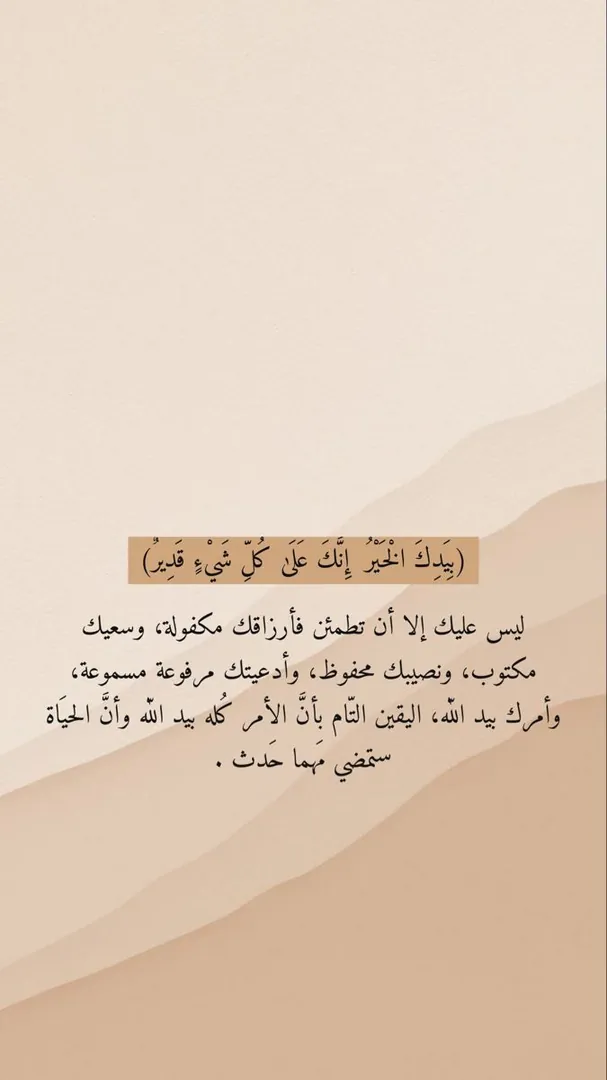 (بِيَدِكَ الْخَيْرُ إِنَّكَ عَلَىٰ كُلِّ شَيْءٍ قَدِيرٌ)
ليس عليك إلا أن تطمئن فأرزاقك مكفولة، وسعيك
مكتوب، ونصيبك محفوظ، وأدعيتك مرفوعة مسموعة،
وأمرك بيد الله، اليقين التّام بأنَّ الأمر كُله بيد الله وأنَّ الحيَاة
ستمضي مَهما حَدث .